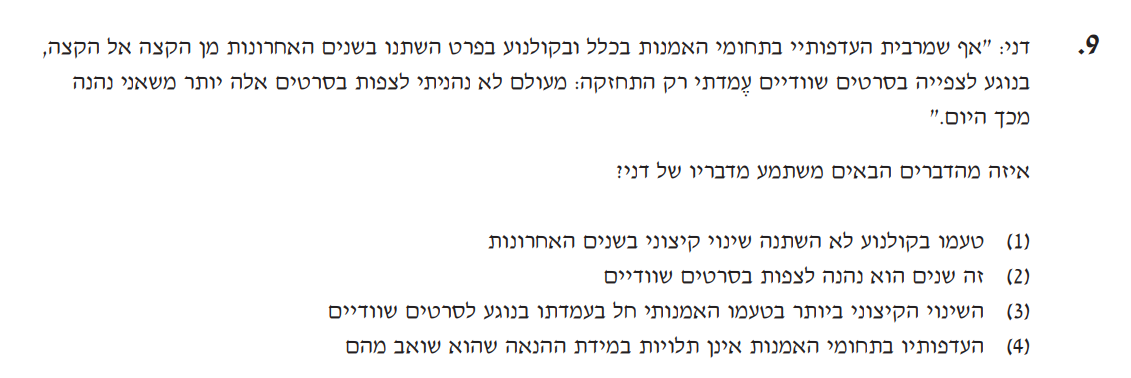 9. דני: "אף שמרבית העדפותיי בתחומי האמנות בכלל ובקולנוע בפרט השתנו בשנים האחרונות מן הקצה אל הקצה,
בנוגע לצפייה בסרטים שוודיים עֶמדתי רק התחזקה: מעולם לא נהניתי לצפות בסרטים אלה יותר משאני נהנה
מכך היום."
איזה מהדברים הבאים משתמע מדבריו של דני?
(1) טעמו בקולנוע לא השתנה שינוי קיצוני בשנים האחרונות
(2) זה שנים הוא נהנה לצפות בסרטים שוודיים
(3) השינוי הקיצוני ביותר בטעמו האמנותי חל בעמדתו בנוגע לסרטים שוודיים
(4) העדפותיו בתחומי האמנות אינן תלויות במידת ההנאה שהוא שואב מהם